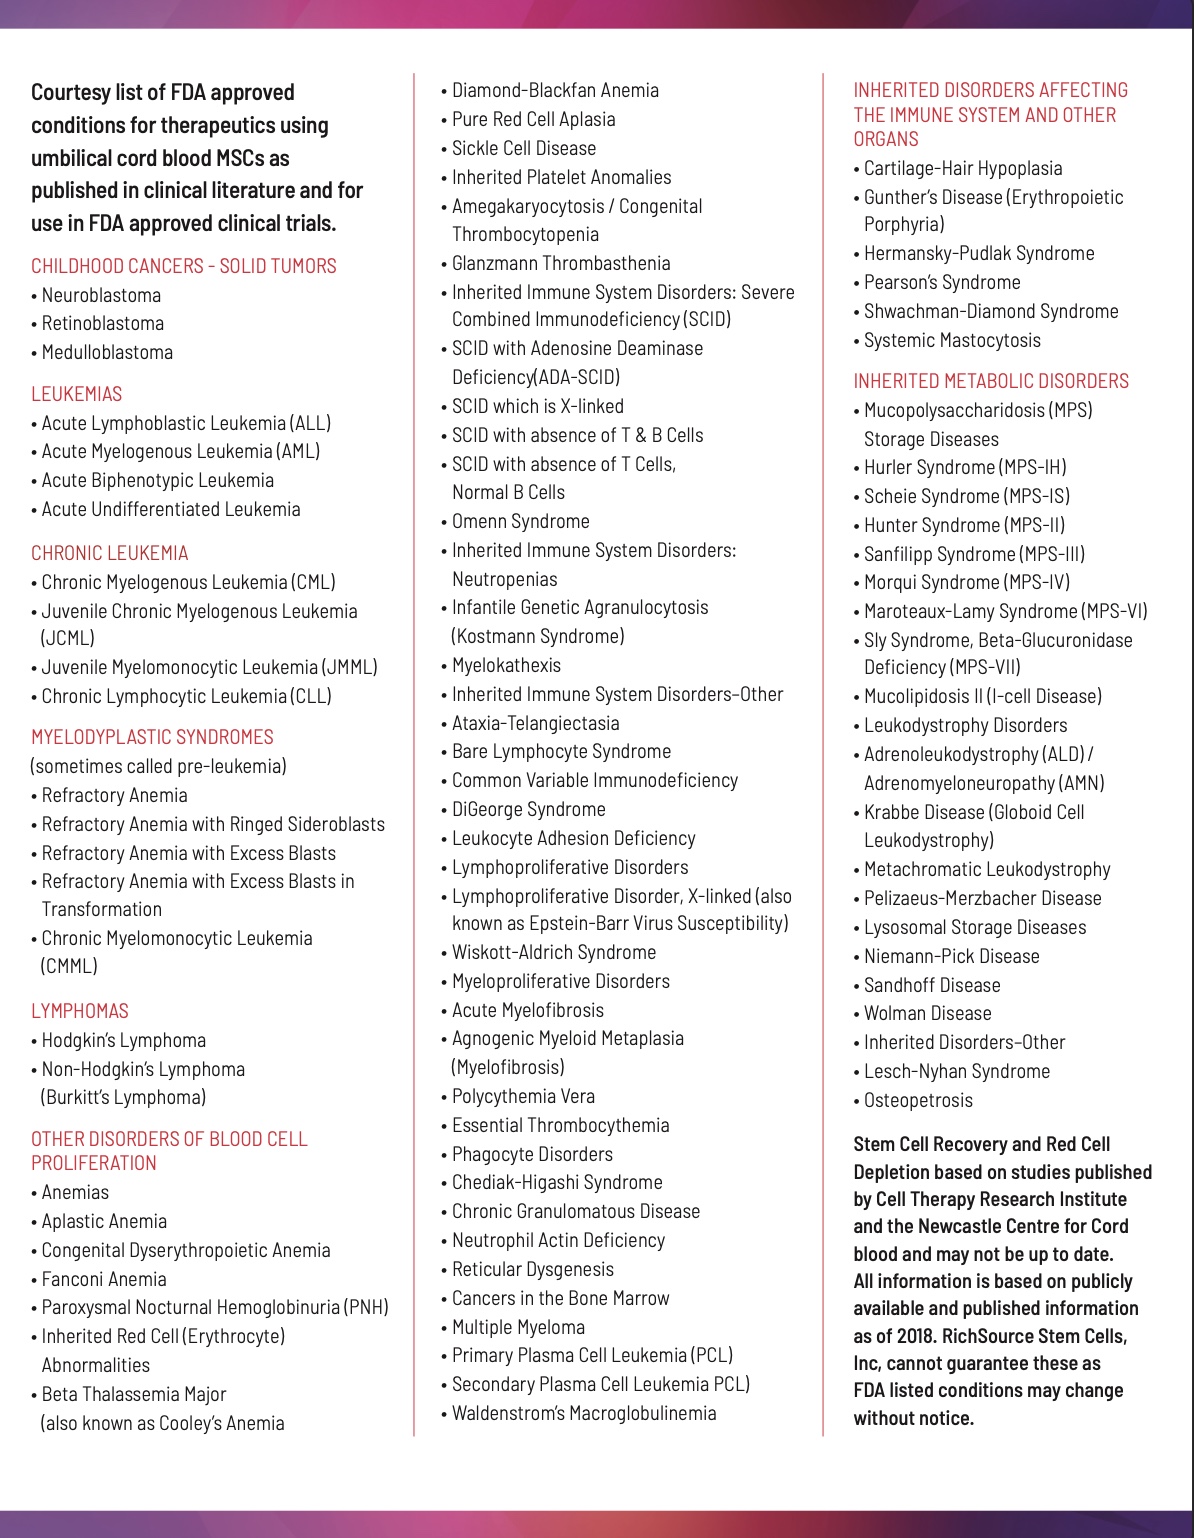 Courtesy list of FDA approved
conditions for therapeutics using
umbilical cord blood MSCs as
published in clinical literature and for
use in FDA approved clinical trials.
CHILDHOOD CANCERS - SOLID TUMORS
• Neuroblastoma
• Retinoblastoma
• Medulloblastoma
LEUKEMIAS
• Acute Lymphoblastic Leukemia (ALL)
• Acute Myelogenous Leukemia (AML)
• Acute Biphenotypic Leukemia
• Acute Undifferentiated Leukemia
CHRONIC LEUKEMIA
• Chronic Myelogenous Leukemia (CML)
• Juvenile Chronic Myelogenous Leukemia
(JCML)
• Juvenile Myelomonocytic Leukemia (JMML)
• Chronic Lymphocytic Leukemia (CLL)
MYELODYPLASTIC SYNDROMES
(sometimes called pre-leukemia)
• Refractory Anemia
• Refractory Anemia with Ringed Sideroblasts
• Refractory Anemia with Excess Blasts
• Refractory Anemia with Excess Blasts in
Transformation
• Chronic Myelomonocytic Leukemia
(CMML)
LYMPHOMAS
• Hodgkin's Lymphoma
• Non-Hodgkin's Lymphoma
(Burkitt's Lymphoma)
OTHER DISORDERS OF BLOOD CELL
PROLIFERATION
• Anemias
• Aplastic Anemia
• Congenital Dyserythropoietic Anemia
• Fanconi Anemia
• Paroxysmal Nocturnal Hemoglobinuria (PNH)
• Inherited Red Cell (Erythrocyte)
Abnormalities
• Beta Thalassemia Major
(also known as Cooley's Anemia
• Diamond-Blackfan Anemia
• Pure Red Cell Aplasia
• Sickle Cell Disease
• Inherited Platelet Anomalies
• Amegakaryocytosis / Congenital
Thrombocytopenia
• Glanzmann Thrombasthenia
• Inherited Immune System Disorders: Severe
Combined Immunodeficiency (SCID)
• SCID with Adenosine Deaminase
Deficiency(ADA-SCID)
• SCID which is X-linked
• SCID with absence of T & B Cells
• SCID with absence of T Cells,
Normal B Cells
• Omenn Syndrome
• Inherited Immune System Disorders:
Neutropenias
• Infantile Genetic Agranulocytosis
(Kostmann Syndrome)
• Myelokathexis
• Inherited Immune System Disorders–Other
• Ataxia-Telangiectasia
• Bare Lymphocyte Syndrome
• Common Variable Immunodeficiency
• DiGeorge Syndrome
• Leukocyte Adhesion Deficiency
• Lymphoproliferative Disorders
• Lymphoproliferative Disorder, X-linked (also
known as Epstein-Barr Virus Susceptibility)
• Wiskott-Aldrich Syndrome
• Myeloproliferative Disorders
• Acute Myelofibrosis
• Agnogenic Myeloid Metaplasia
(Myelofibrosis)
• Polycythemia Vera
• Essential Thrombocythemia
• Phagocyte Disorders
• Chediak-Higashi Syndrome
• Chronic Granulomatous Disease
• Neutrophil Actin Deficiency
• Reticular Dysgenesis
• Cancers in the Bone Marrow
• Multiple Myeloma
• Primary Plasma Cell Leukemia (PCL)
• Secondary Plasma Cell Leukemia PCL)
• Waldenstrom's Macroglobulinemia
INHERITED DISORDERS AFFECTING
THE IMMUNE SYSTEM AND OTHER
ORGANS
• Cartilage-Hair Hypoplasia
• Gunther's Disease (Erythropoietic
Porphyria)
• Hermansky-Pudlak Syndrome
• Pearson's Syndrome
• Shwachman-Diamond Syndrome
• Systemic Mastocytosis
INHERITED METABOLIC DISORDERS
• Mucopolysaccharidosis (MPS)
Storage Diseases
• Hurler Syndrome (MPS-IH)
• Scheie Syndrome (MPS-IS)
• Hunter Syndrome (MPS-II)
• Sanfilipp Syndrome (MPS-III)
• Morqui Syndrome (MPS-IV)
• Maroteaux-Lamy Syndrome (MPS-VI)
• Sly Syndrome, Beta-Glucuronidase
Deficiency (MPS-VII)
• Mucolipidosis II (I-cell Disease)
• Leukodystrophy Disorders
• Adrenoleukodystrophy (ALD) /
Adrenomyeloneuropathy (AMN)
• Krabbe Disease (Globoid Cell
Leukodystrophy)
• Metachromatic Leukodystrophy
• Pelizaeus-Merzbacher Disease
• Lysosomal Storage Diseases
• Niemann-Pick Disease
• Sandhoff Disease
• Wolman Disease
• Inherited Disorders–Other
• Lesch-Nyhan Syndrome
• Osteopetrosis
Stem Cell Recovery and Red Cell
Depletion based on studies published
by Cell Therapy Research Institute
and the Newcastle Centre for Cord
blood and may not be up to date.
All information is based on publicly
available and published information
as of 2018. RichSource Stem Cells,
Inc, cannot guarantee these as
FDA listed conditions may change
without notice.